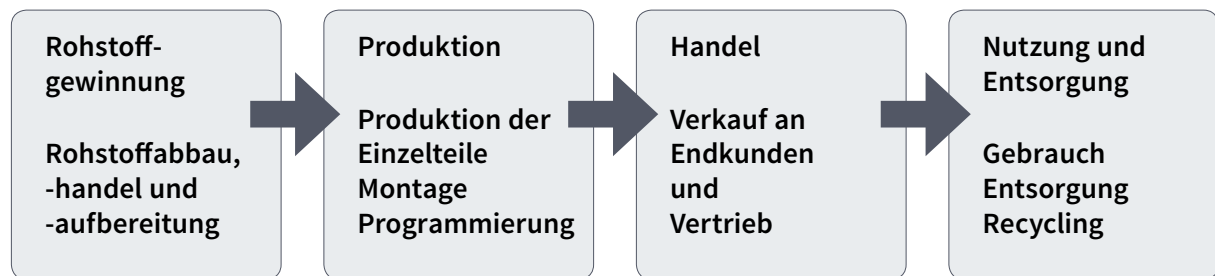 Rohstoff-
gewinnung
Rohstoffabbau,
-handel und
-aufbereitung
Produktion
Produktion der
Einzelteile
Montage
Programmierung
Handel
Verkauf an
Endkunden
und
Vertrieb
Nutzung und
Entsorgung
Gebrauch
Entsorgung
Recycling